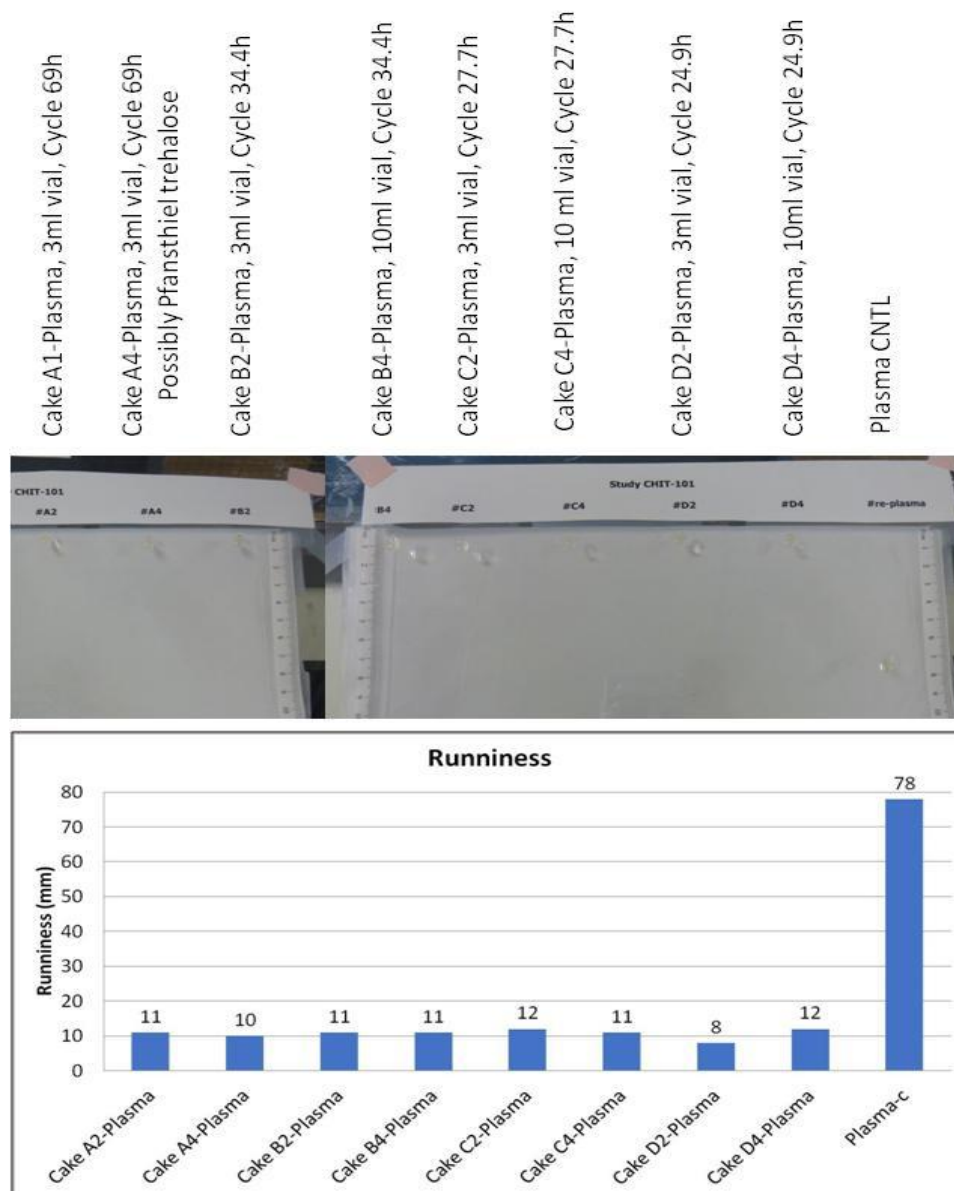 Cake A1-Plasma, 3ml vial, Cycle 69h
Cake A4-Plasma, 3ml vial, Cycle 69h
Possibly Pfansthiel trehalose
Cake B2-Plasma, 3ml vial, Cycle 34.4h
Cake B4-Plasma, 10ml vial, Cycle 34.4h
Cake C2-Plasma, 3ml vial, Cycle 27.7h
Cake C4-Plasma, 10 ml vial, Cycle 27.7h
Cake D2-Plasma, 3ml vial, Cycle 24.9h
Cake D4-Plasma, 10ml vial, Cycle 24.9h
Plasma CNTL
CHIT-101
#A2 #A4 #B2
Study CHIT-101
B4 #C2 #C4 #D2 #D4 #re-plasma
Runniness
Runniness (mm)
80
70
60
50
40
30
20
10
0
11 10 11 11 12 11 8 12 78
Cake A2-Plasma
Cake A4-Plasma
Cake B2-Plasma
Cake B4-Plasma
Cake C2-Plasma
Cake C4-Plasma
Cake D2-Plasma
Cake D4-Plasma
Plasma-c